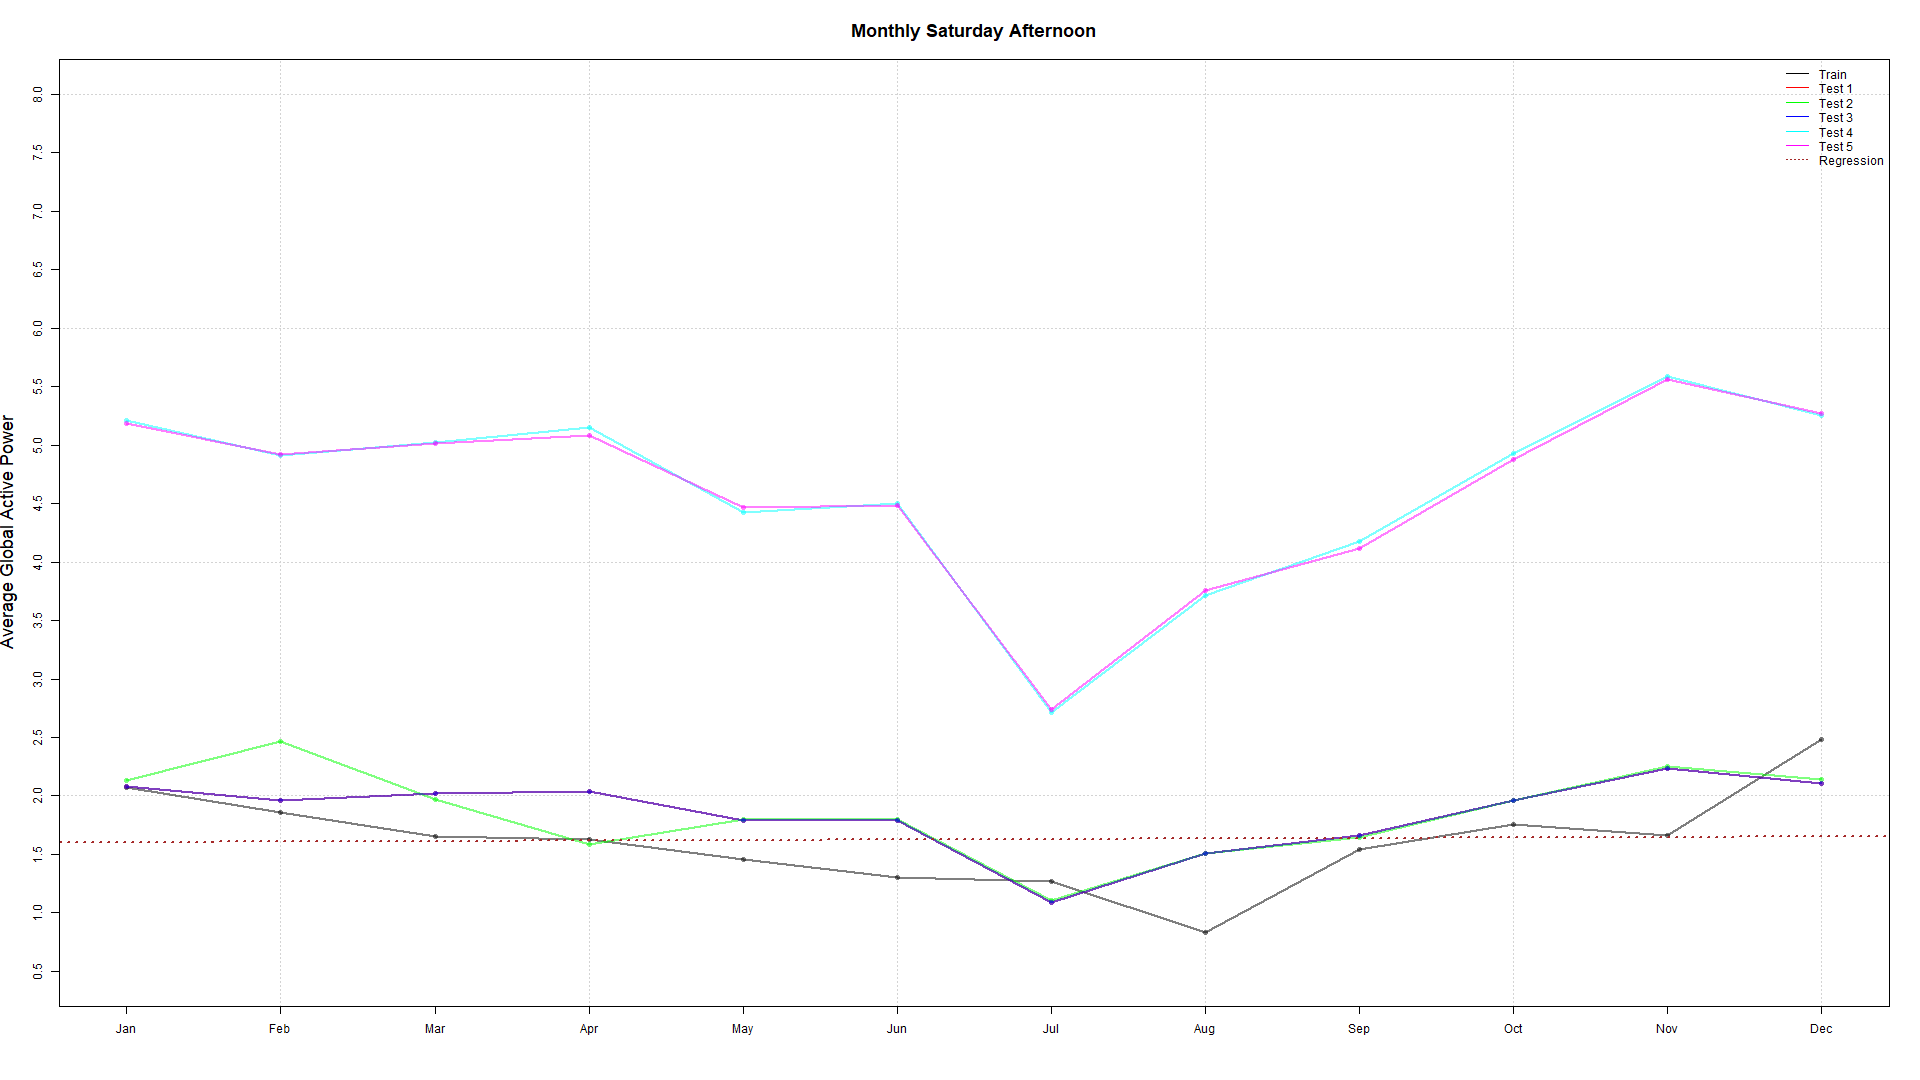 Monthly Saturday Afternoon
Train
Test 1
Test 2
Test 3
Test 4
Test 5
Regression
Average Global Active Power
8.0
7.5
7.0
6.5
6.0
5.5
5.0
4.5
4.0
3.5
3.0
2.5
2.0
1.5
1.0
0.5
Jan Feb Mar Apr May Jun Jul Aug Sep Oct Nov Dec